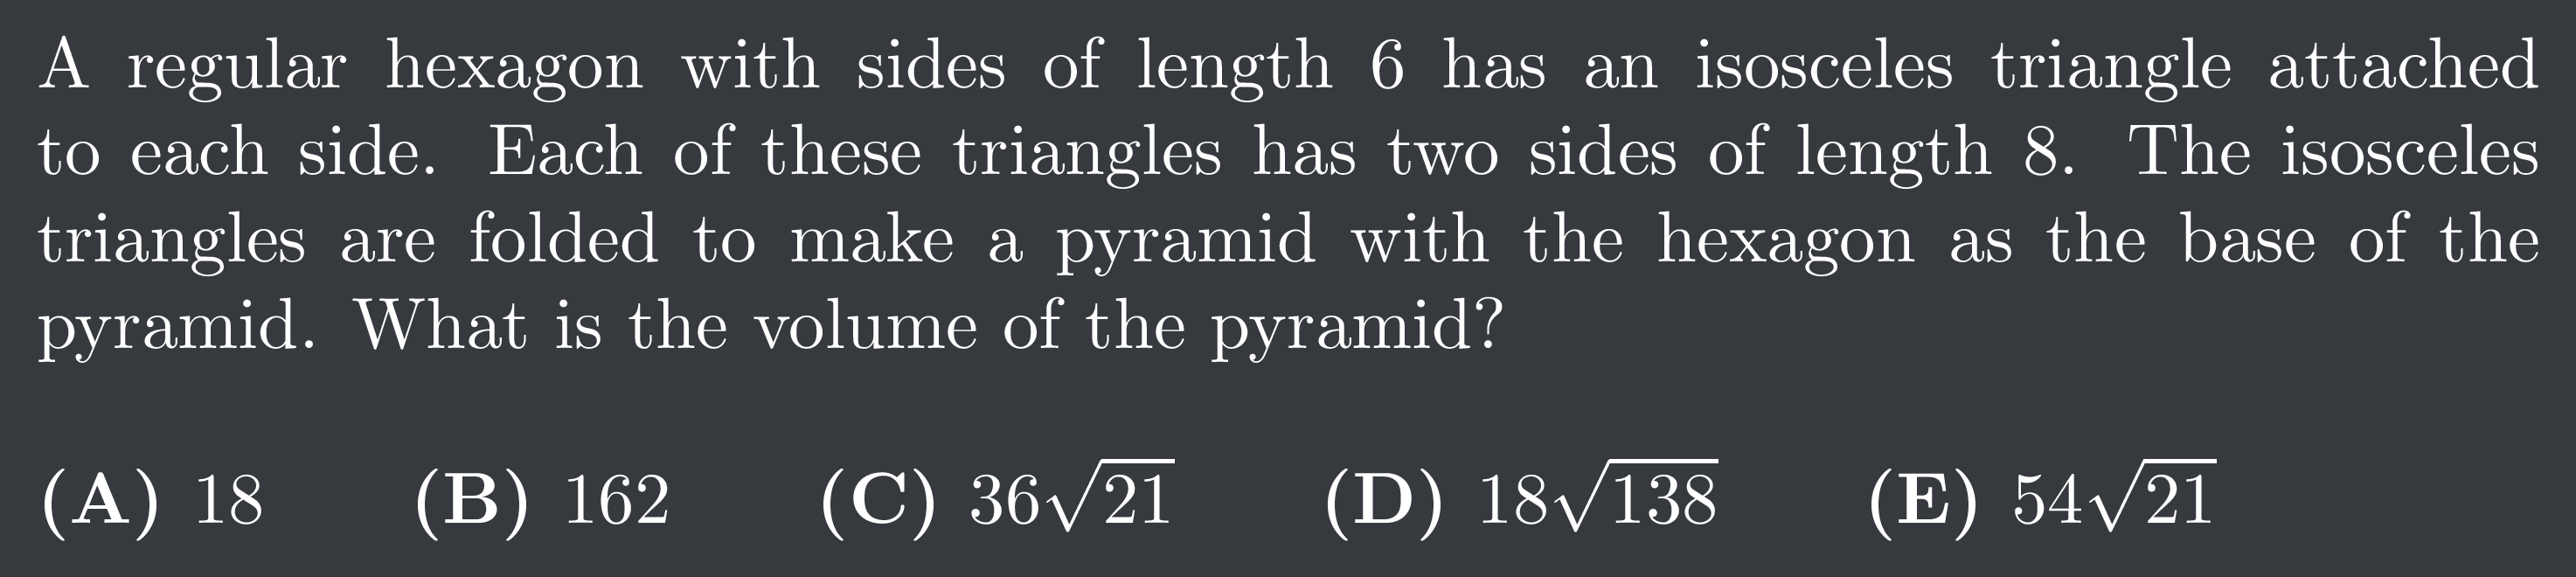 A regular hexagon with sides of length 6 has an isosceles triangle attached
to each side. Each of these triangles has two sides of length 8. The isosceles
triangles are folded to make a pyramid with the hexagon as the base of the
pyramid. What is the volume of the pyramid?
(A) 18 (B) 162 (C) 36√21 (D) 18√138 (E) 54√21